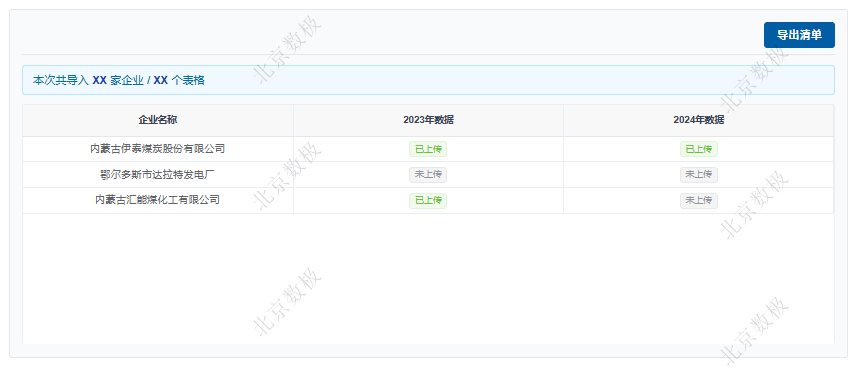 导出清单
本次共导入 XX 家企业 / XX 个表格
企业名称 2023年数据 2024年数据
内蒙古伊泰煤炭股份有限公司 已上传 已上传
鄂尔多斯市达拉特发电厂 未上传 未上传
内蒙古汇能煤化工有限公司 已上传 未上传
北京数极
北京数极
北京数极
北京数极
北京数极
北京数极